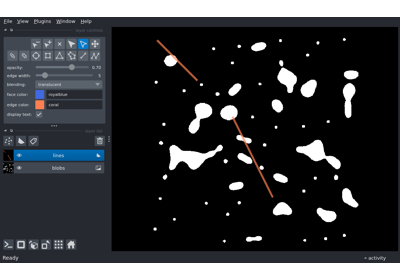 File View Plugins Window Help
opacity: 0.70
edge width: 5
blending: translucent
face color: royalblue
edge color: coral
display text: ✓
lines
blobs
Ready
activity